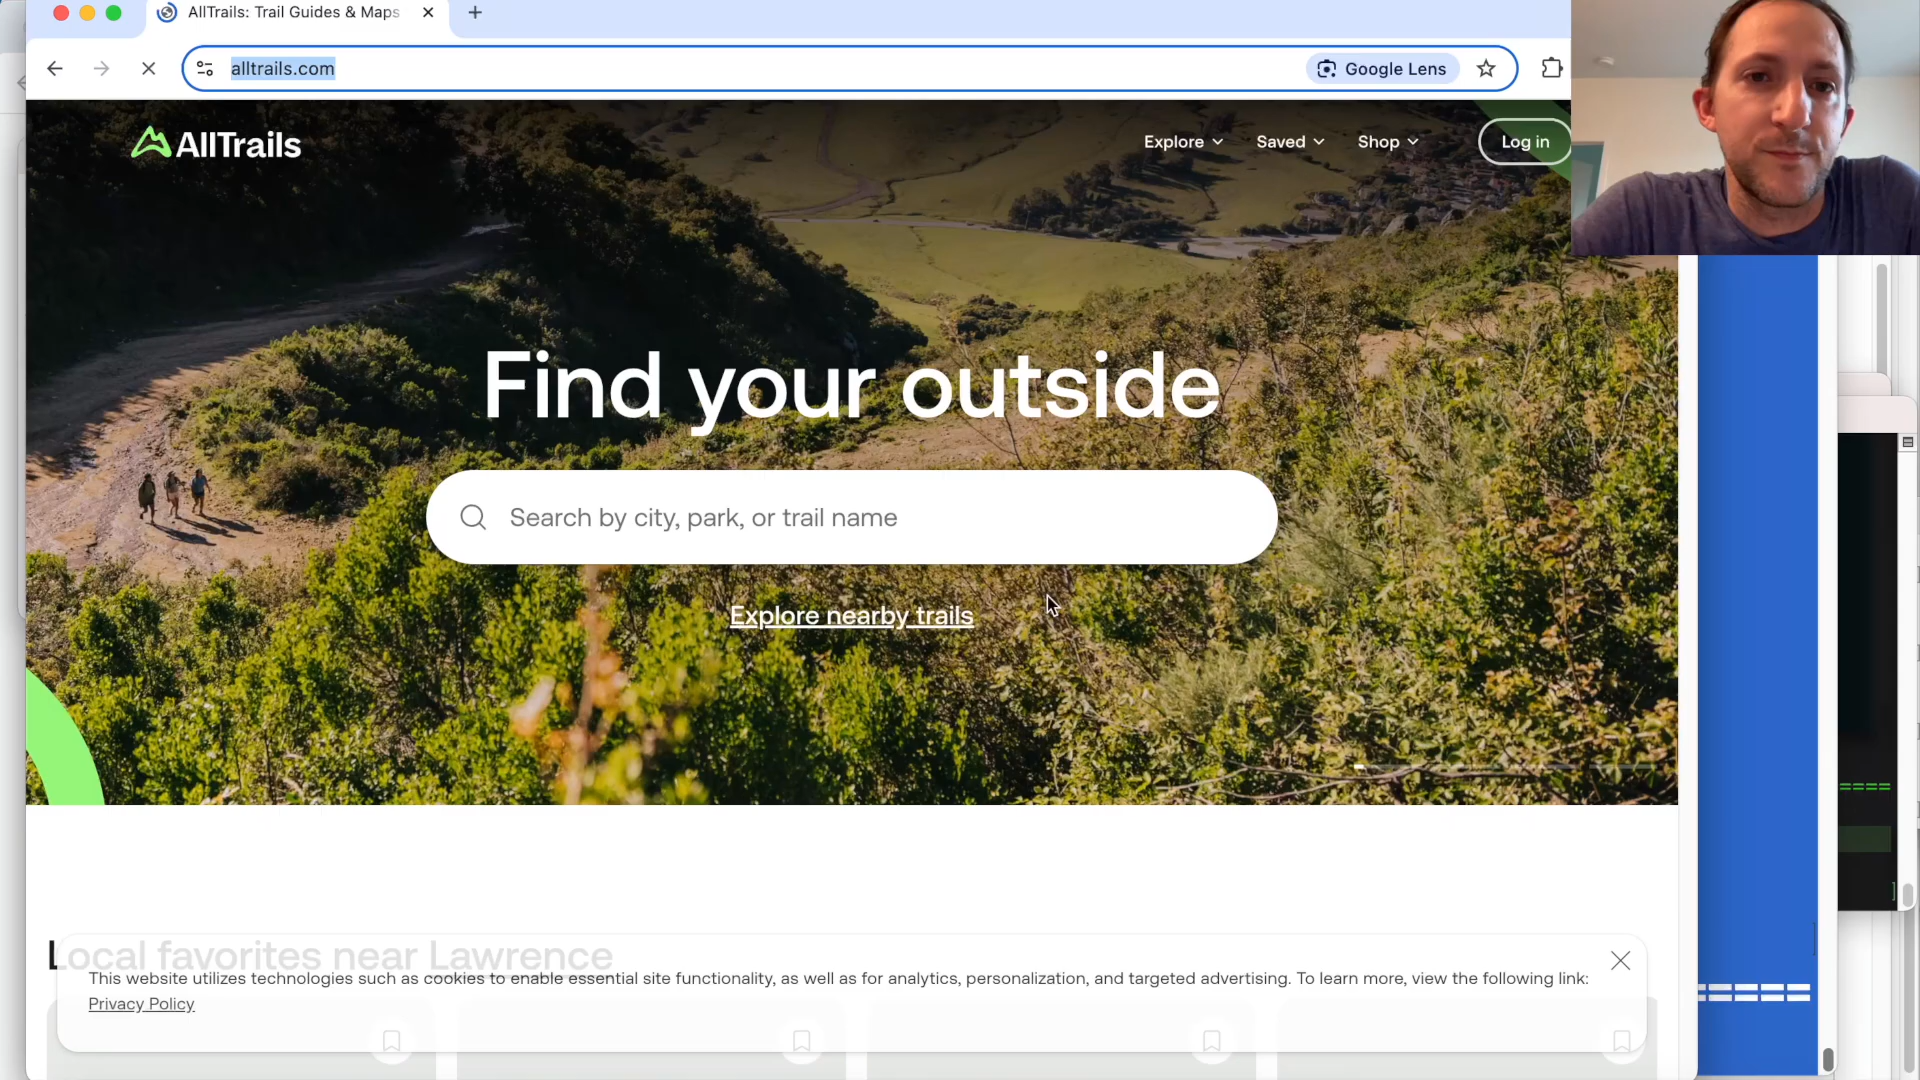 AllTrails: Trail Guides & Maps
alltrails.com
Google Lens
AllTrails
Explore
Saved
Shop
Log in
Find your outside
Search by city, park, or trail name
Explore nearby trails
Local favorites near Lawrence
This website utilizes technologies such as cookies to enable essential site functionality, as well as for analytics, personalization, and targeted advertising. To learn more, view the following link:
Privacy Policy